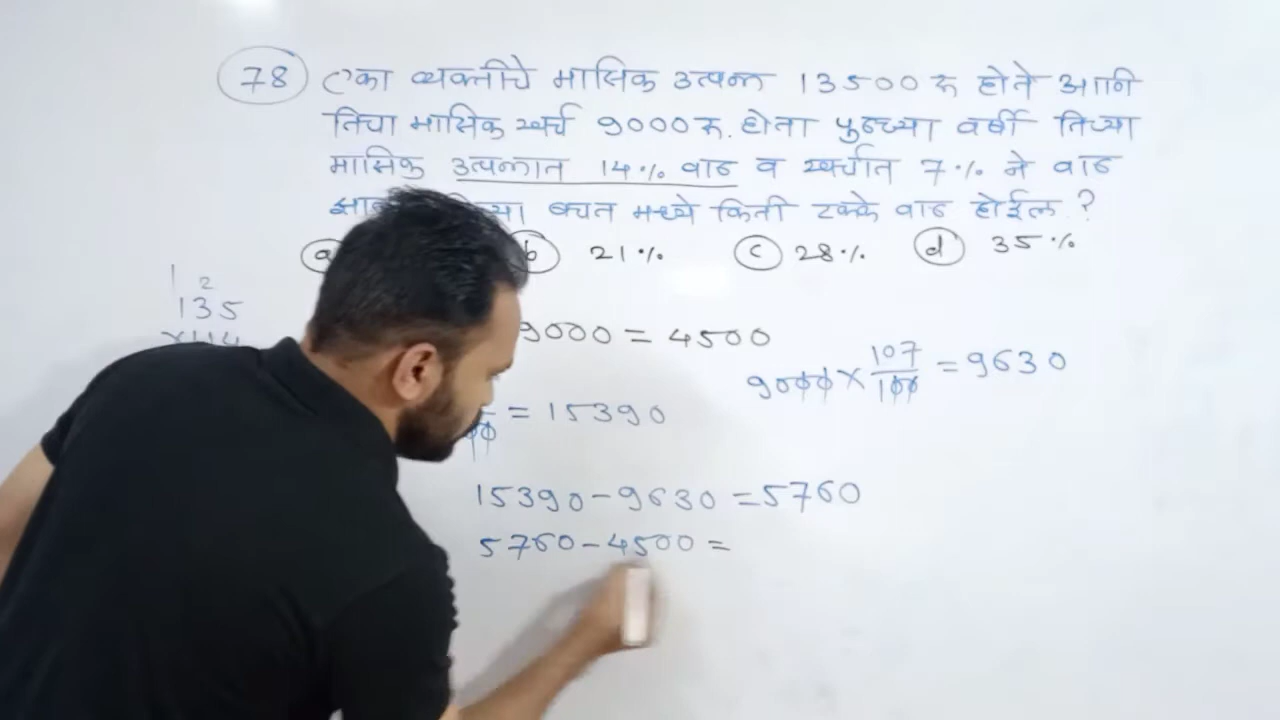 78 एका व्यक्तीचे मासिक उत्पन्न 13500 रू होते आणि
तिचा मासिक खर्च 9000 रू. होता पुढच्या वर्षी तिच्या
मासिक उत्पन्नात 14% वाढ व खर्चात 7% ने वाढ
बचत मध्ये किती टक्के वाढ होईल ?
a b 21% c 28% d 35%
1 2
135
×114
9000 = 4500
9000 × 107/100 = 9630
= 15390
15390 - 9630 = 5760
5760 - 4500 =